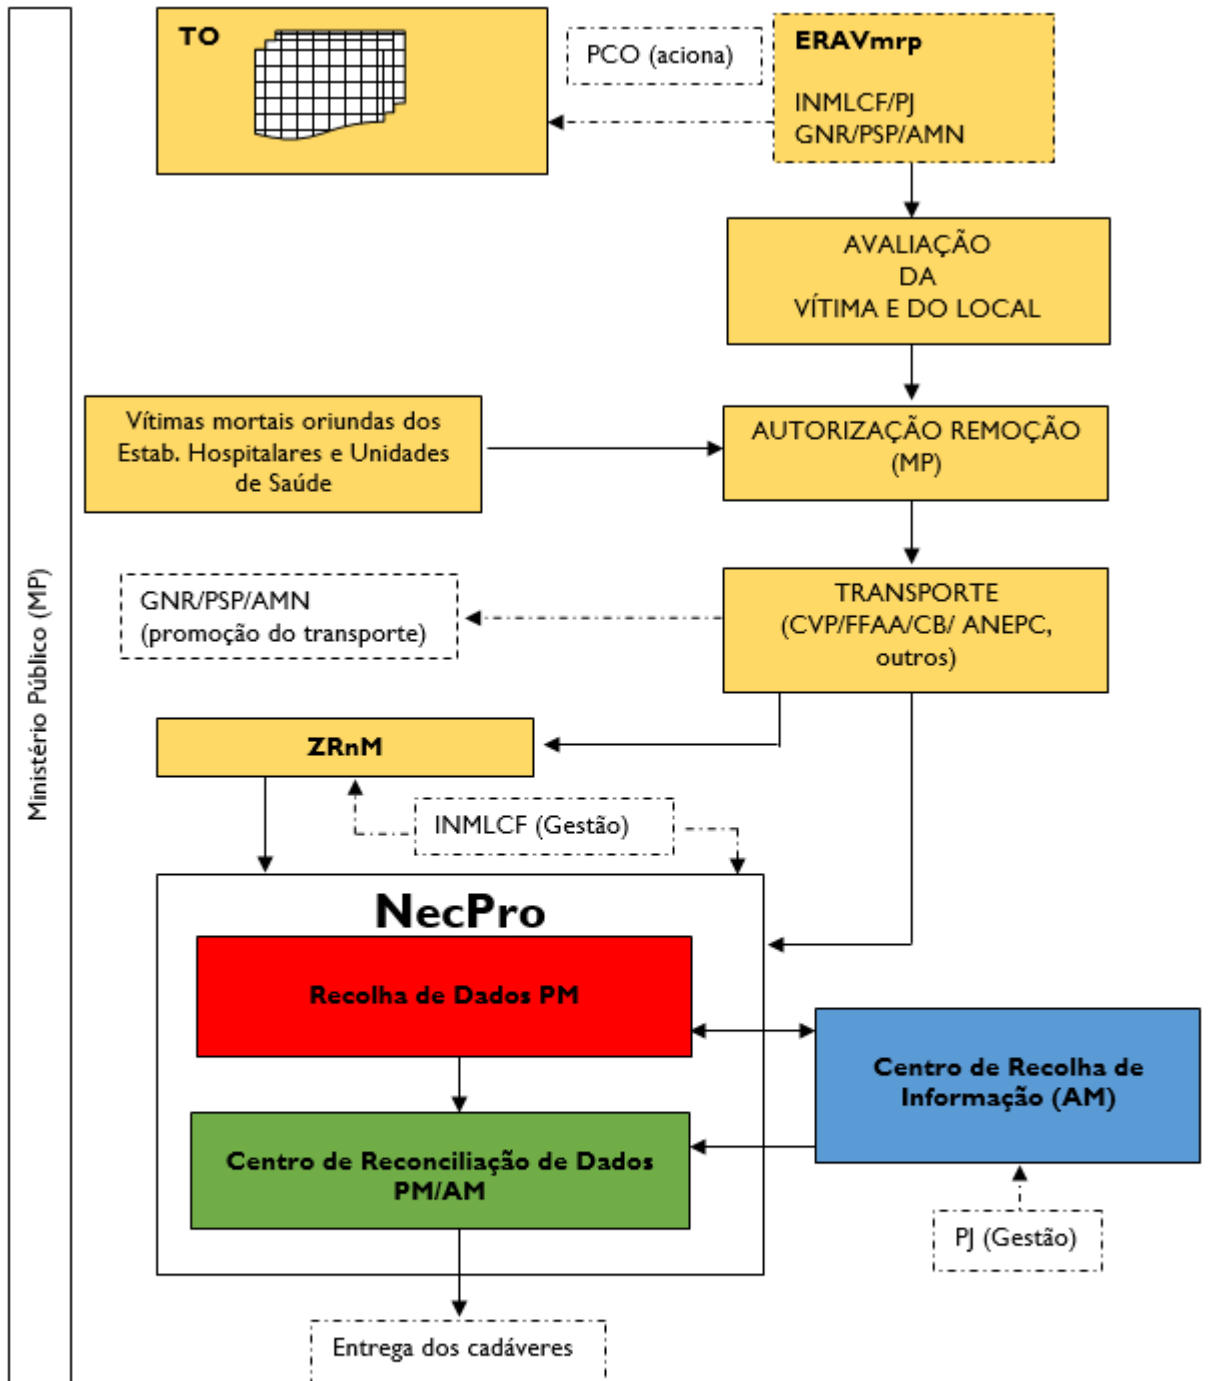 TO
PCO (aciona)
ERAVmrp
INMLCF/PJ
GNR/PSP/AMN
AVALIAÇÃO
DA
VÍTIMA E DO LOCAL
Vítimas mortais oriundas dos
Estab. Hospitalares e Unidades
de Saúde
AUTORIZAÇÃO REMOÇÃO
(MP)
GNR/PSP/AMN
(promoção do transporte)
TRANSPORTE
(CVP/FFAA/CB/ ANEPC,
outros)
Ministério Público (MP)
ZRnM
INMLCF (Gestão)
NecPro
Recolha de Dados PM
Centro de Recolha de
Informação (AM)
Centro de Reconciliação de Dados
PM/AM
PJ (Gestão)
Entrega dos cadáveres